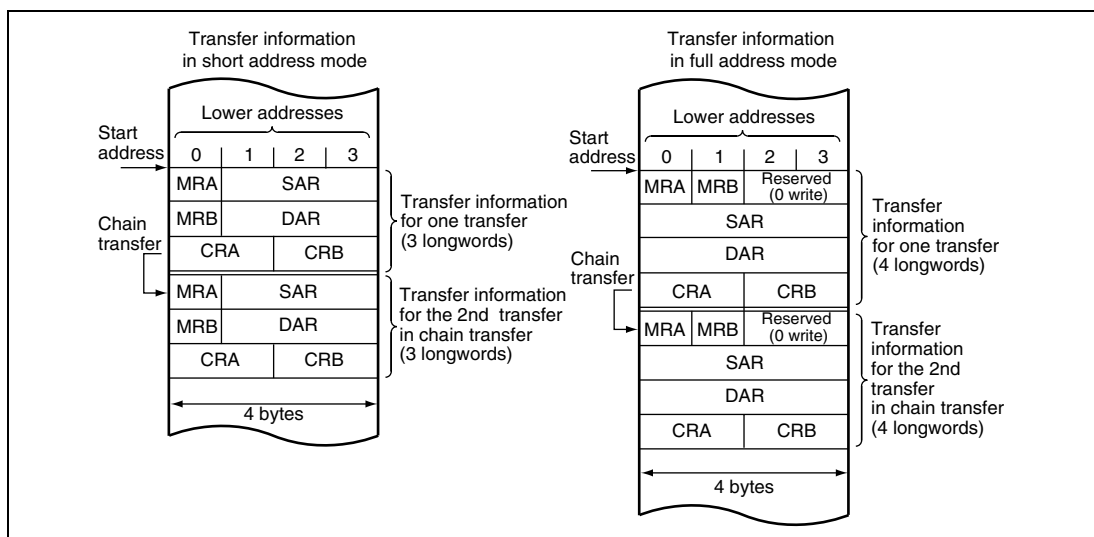 Transfer information
in short address mode
Lower addresses
Start
address
0 1 2 3
MRA SAR
MRB DAR
CRA CRB
Transfer information
for one transfer
(3 longwords)
Chain
transfer
MRA SAR
MRB DAR
CRA CRB
Transfer information
for the 2nd transfer
in chain transfer
(3 longwords)
4 bytes
Transfer information
in full address mode
Lower addresses
Start
address
0 1 2 3
MRA MRB Reserved
(0 write)
SAR
DAR
CRA CRB
Transfer
information
for one transfer
(4 longwords)
Chain
transfer
MRA MRB Reserved
(0 write)
SAR
DAR
CRA CRB
Transfer
information
for the 2nd
transfer
in chain transfer
(4 longwords)
4 bytes